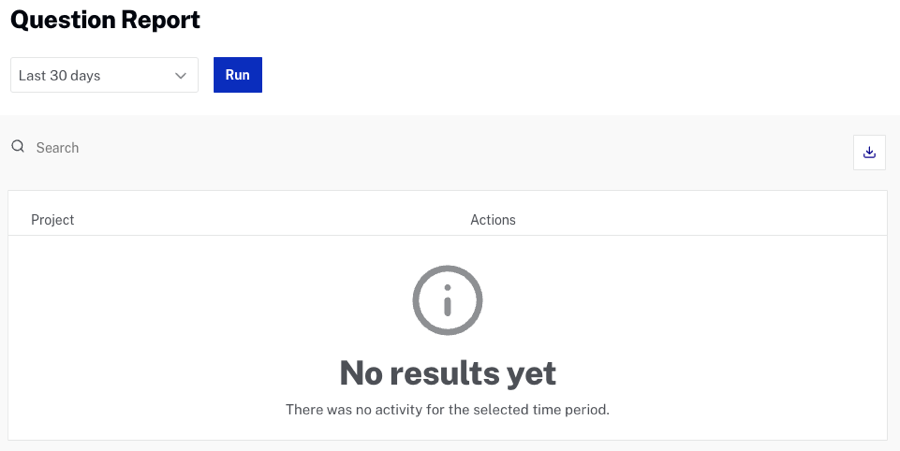 Question Report
Last 30 days
Run
Search
Project Actions
No results yet
There was no activity for the selected time period.